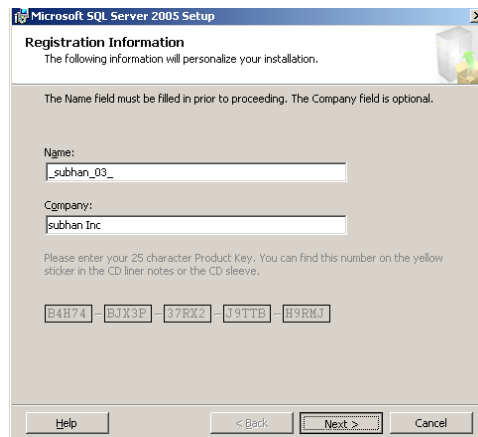 Microsoft SQL Server 2005 Setup
Registration Information
The following information will personalize your installation.
The Name field must be filled in prior to proceeding. The Company field is optional.
Name:
_subhan_03_
Company:
subhan Inc
Please enter your 25 character Product Key. You can find this number on the yellow
sticker in the CD liner notes or the CD sleeve.
B4H74 - BJX3P - 37RX2 - J9TTB - H9RMJ
Help < Back Next > Cancel